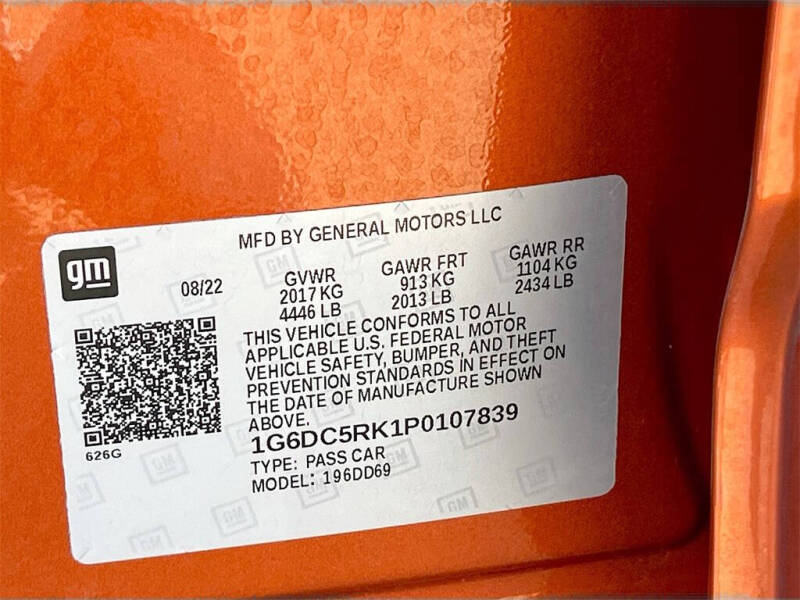 gm
MFD BY GENERAL MOTORS LLC
08/22
GVWR
2017 KG
4446 LB
GAWR FRT
913 KG
2013 LB
GAWR RR
1104 KG
2434 LB
THIS VEHICLE CONFORMS TO ALL
APPLICABLE U.S. FEDERAL MOTOR
VEHICLE SAFETY, BUMPER, AND THEFT
PREVENTION STANDARDS IN EFFECT ON
THE DATE OF MANUFACTURE SHOWN
ABOVE.
626G
1G6DC5RK1P0107839
TYPE: PASS CAR
MODEL: 196DD69